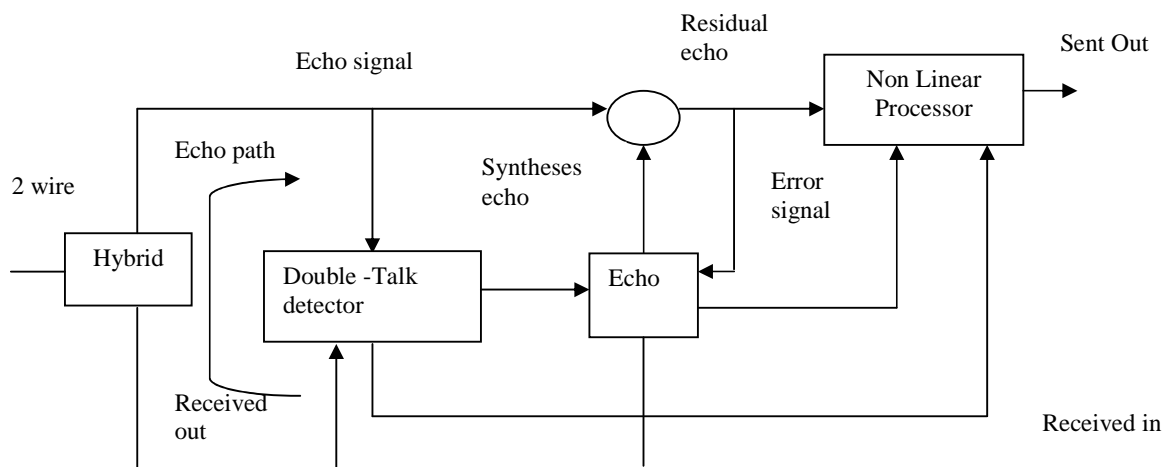 Residual
echo
Sent Out
Echo signal
Non Linear
Processor
Echo path
Syntheses
echo
Error
signal
2 wire
Hybrid
Double -Talk
detector
Echo
Received
out
Received in